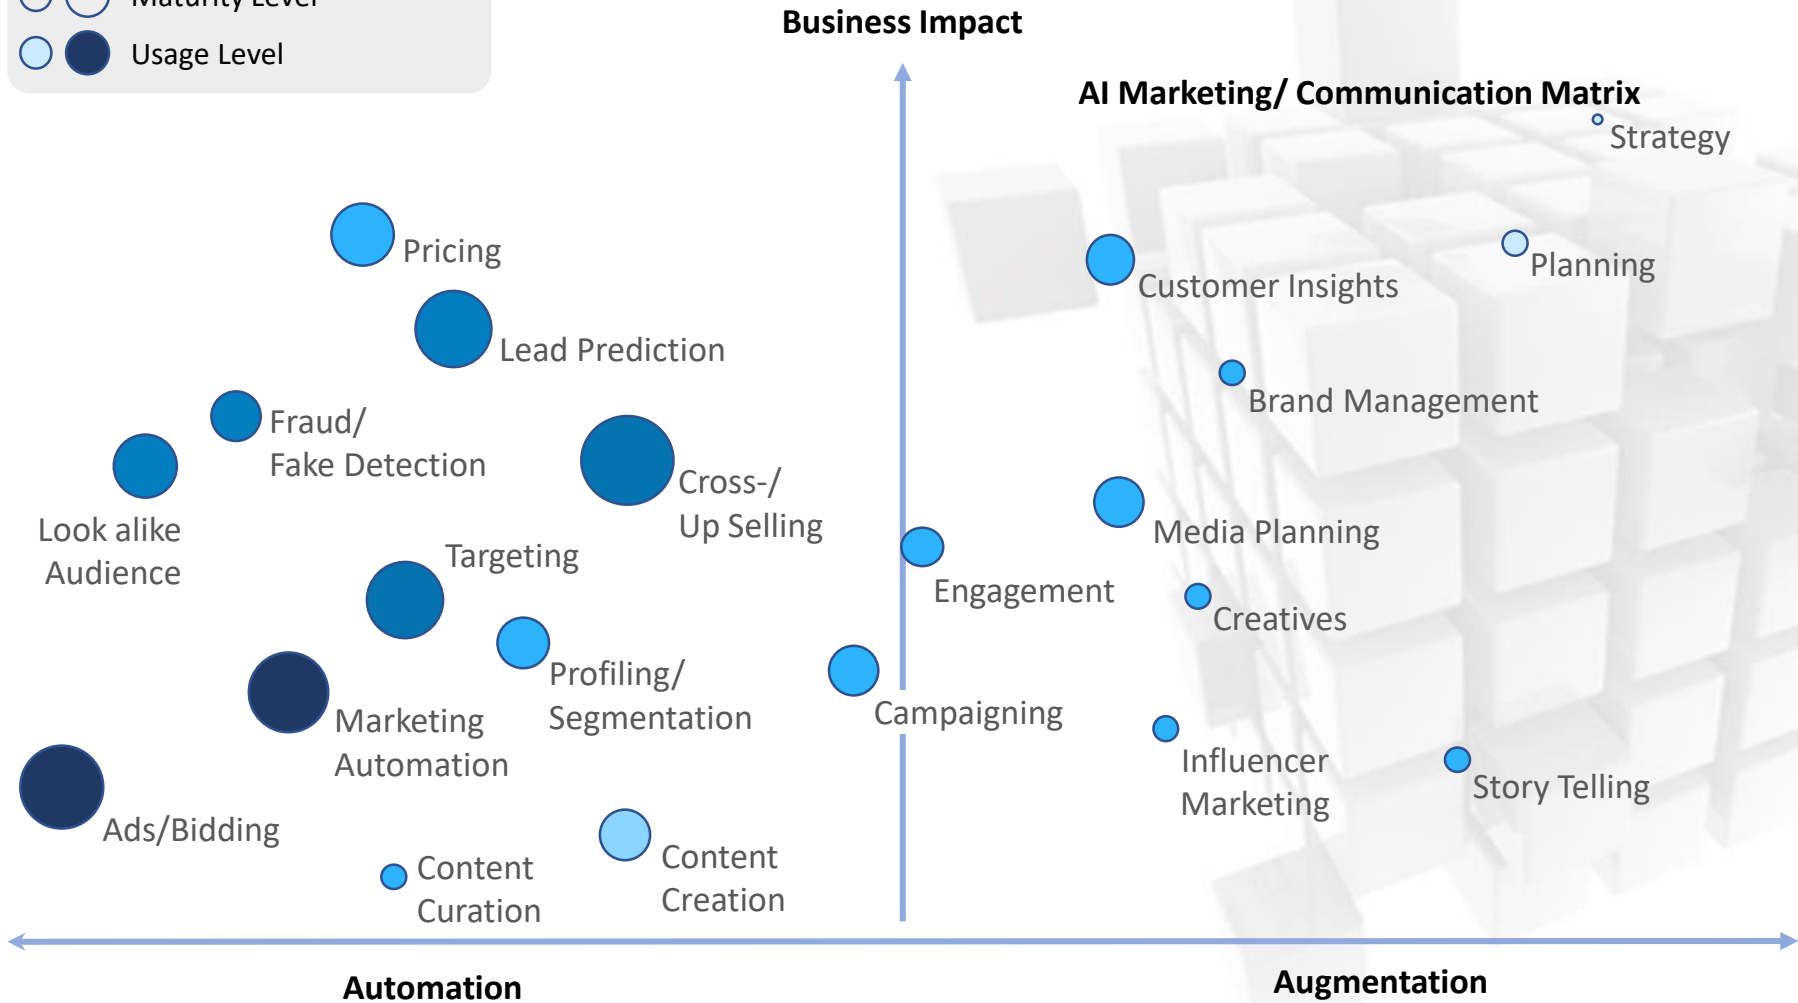 Maturity Level
Usage Level
Business Impact
AI Marketing/ Communication Matrix
Strategy
Pricing
Planning
Customer Insights
Lead Prediction
Brand Management
Fraud/
Fake Detection
Cross-/
Up Selling
Look alike
Audience
Media Planning
Targeting
Engagement
Creatives
Profiling/
Segmentation
Campaigning
Marketing
Automation
Influencer
Marketing
Story Telling
Ads/Bidding
Content
Creation
Content
Curation
Automation
Augmentation